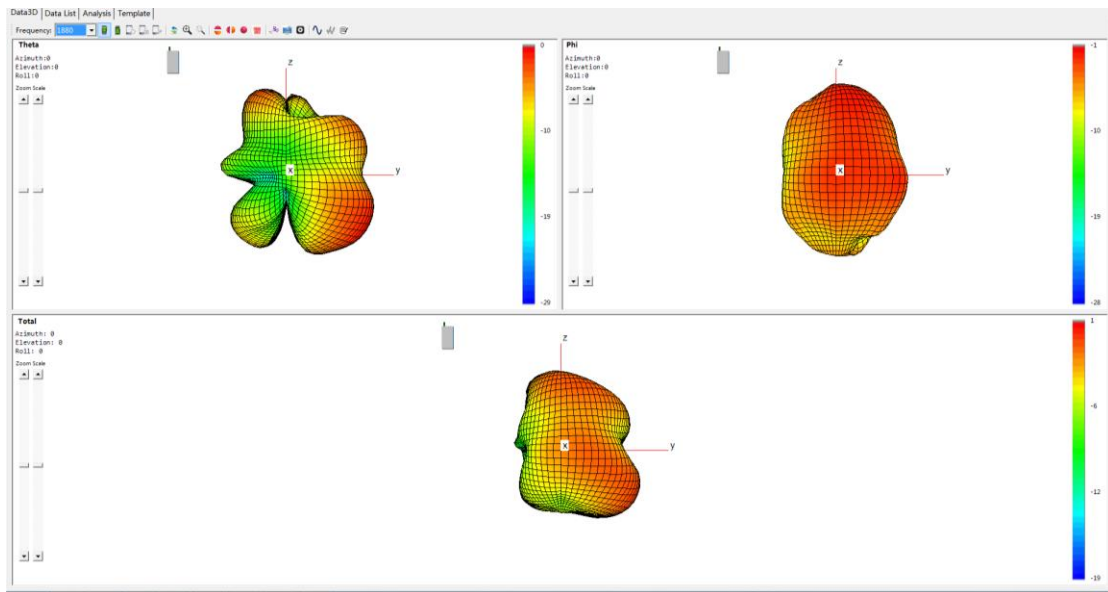 Data3D Data List Analysis Template
Frequency: 1880
Theta
Azimuth:0
Elevation:0
Roll:0
Zoom Scale
z
x
y
0
-10
-19
-29
Phi
Azimuth:0
Elevation:0
Roll:0
Zoom Scale
z
x
y
-1
-10
-19
-28
Total
Azimuth: 0
Elevation: 0
Roll: 0
Zoom Scale
z
x
y
1
-6
-12
-19